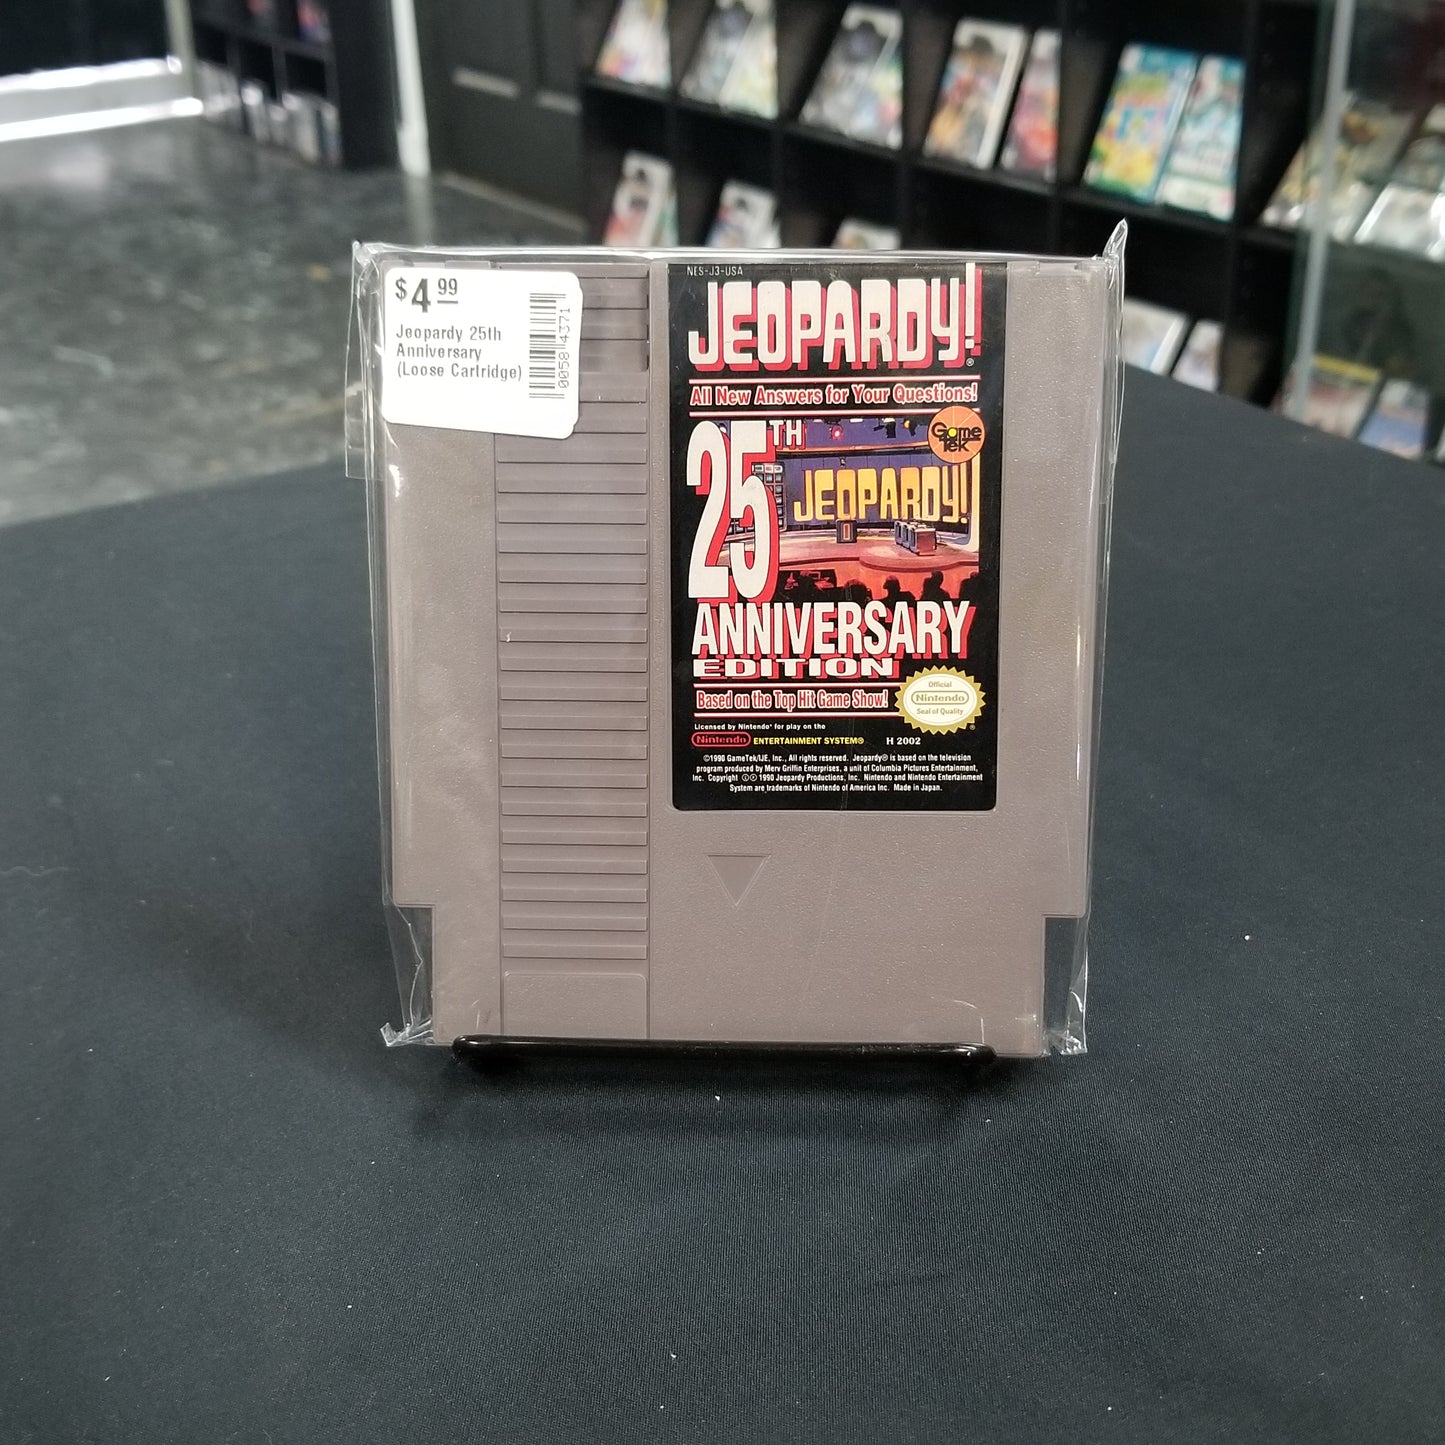 $4 99
Jeopardy 25th
Anniversary
(Loose Cartridge)
0058 4371
NES-J3-USA
JEOPARDY!
®
All New Answers for Your Questions!
25TH
Game
Tek
JEOPARDY!
ANNIVERSARY
EDITION
Based on the Top Hit Game Show!
Official
Nintendo
Seal of Quality
®
Licensed by Nintendo® for play on the
Nintendo ENTERTAINMENT SYSTEM® H 2002
©1990 GameTek/IJE, Inc., All rights reserved. Jeopardy® is based on the television
program produced by Merv Griffin Enterprises, a unit of Columbia Pictures Entertainment,
Inc. Copyright ⓒⓟ 1990 Jeopardy Productions, Inc. Nintendo and Nintendo Entertainment
System are trademarks of Nintendo of America Inc. Made in Japan.